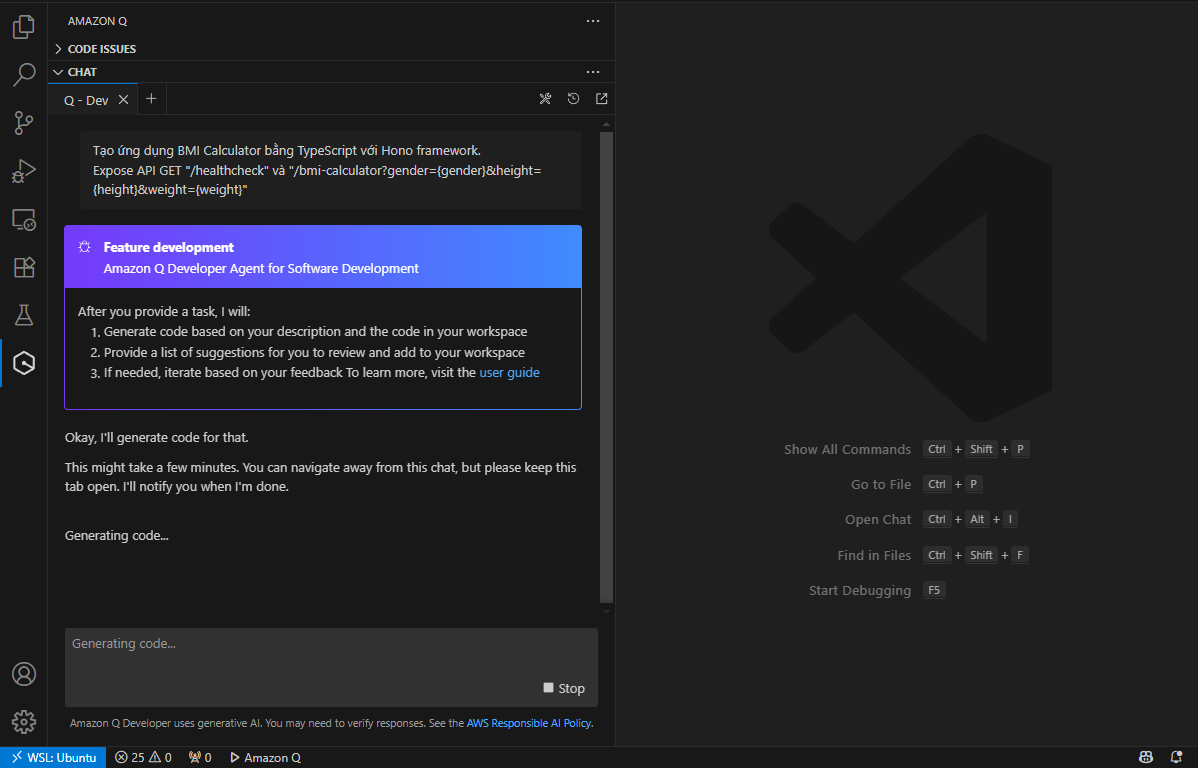 AMAZON Q
CODE ISSUES
CHAT
Q - Dev
Tạo ứng dụng BMI Calculator bằng TypeScript với Hono framework.
Expose API GET "/healthcheck" và "/bmi-calculator?gender={gender}&height=
{height}&weight={weight}"
Feature development
Amazon Q Developer Agent for Software Development
After you provide a task, I will:
1. Generate code based on your description and the code in your workspace
2. Provide a list of suggestions for you to review and add to your workspace
3. If needed, iterate based on your feedback To learn more, visit the user guide
Okay, I'll generate code for that.
This might take a few minutes. You can navigate away from this chat, but please keep this
tab open. I'll notify you when I'm done.
Generating code...
Generating code...
Stop
Amazon Q Developer uses generative AI. You may need to verify responses. See the AWS Responsible AI Policy.
Show All Commands Ctrl + Shift + P
Go to File Ctrl + P
Open Chat Ctrl + Alt + I
Find in Files Ctrl + Shift + F
Start Debugging F5
WSL: Ubuntu 25 0 0 Amazon Q